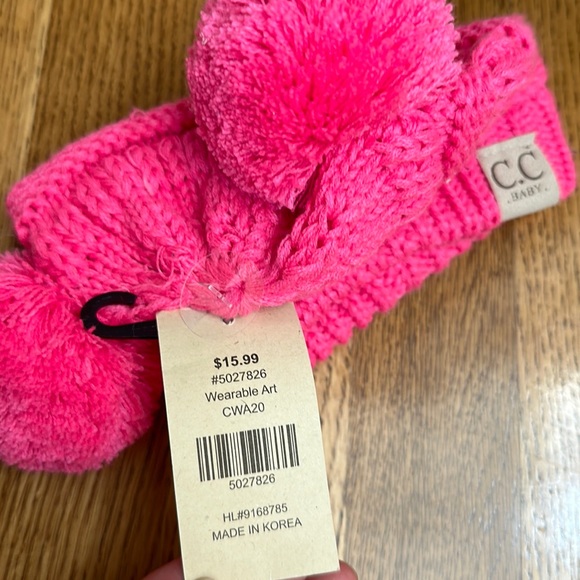 C.C
.BABY.
$15.99
#5027826
Wearable Art
CWA20
5027826
HL#9168785
MADE IN KOREA